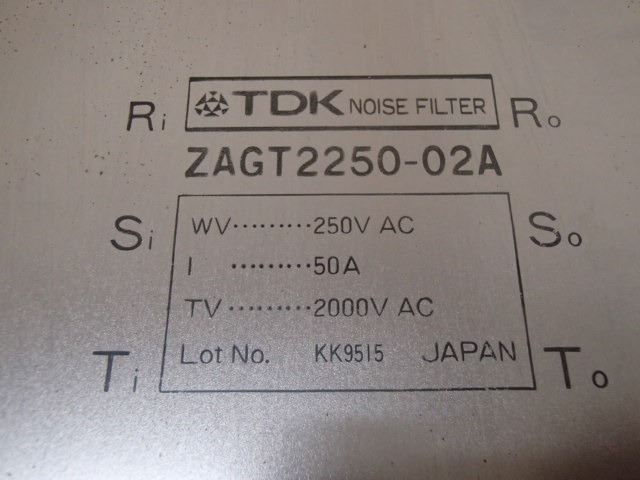 TDK NOISE FILTER
Ri Ro
ZAGT2250-02A
Si So
WV·········250V AC
I ·········50A
TV·········2000V AC
Lot No. KK9515 JAPAN
Ti To